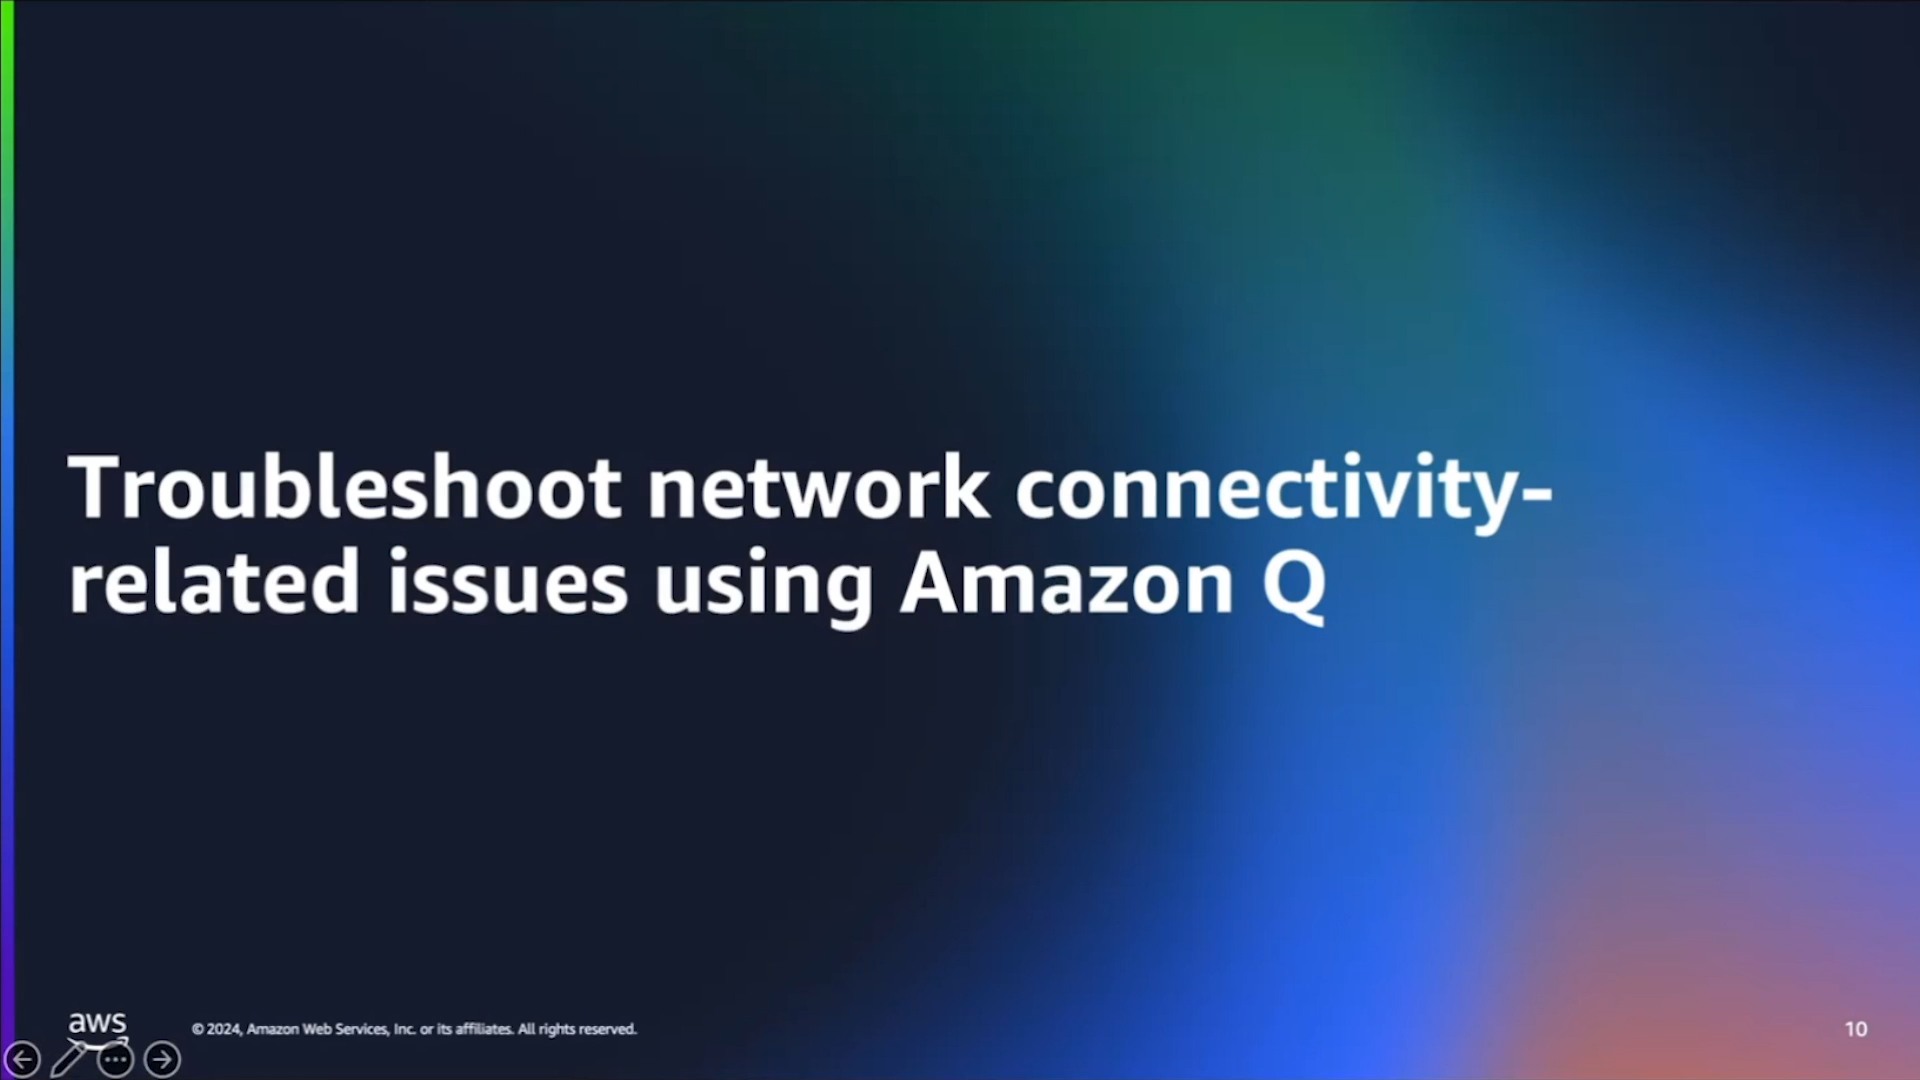 Troubleshoot network connectivity-
related issues using Amazon Q
aws
© 2024, Amazon Web Services, Inc. or its affiliates. All rights reserved.
10